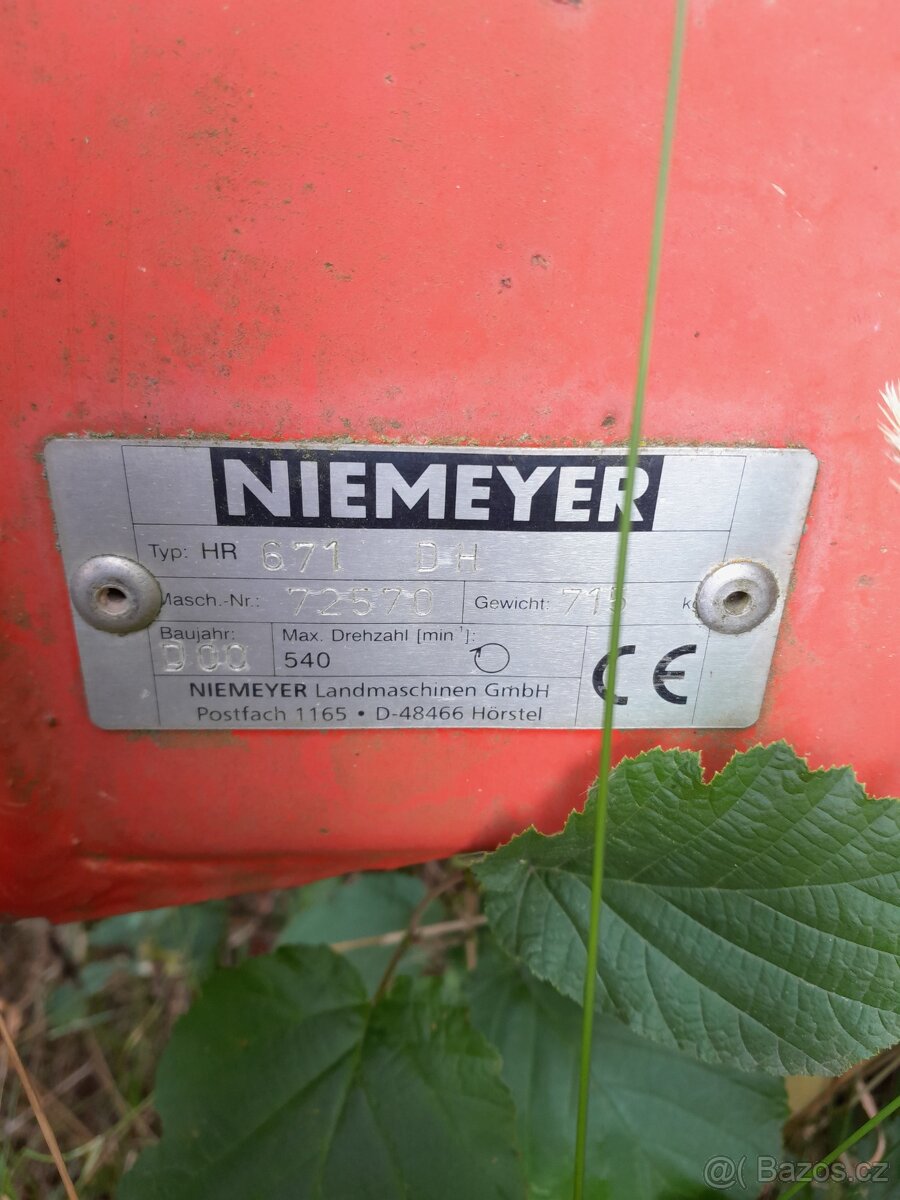 NIEMEYER
Typ: HR 671 DH
Masch.-Nr.: 72570 Gewicht: 715 kg
Baujahr: Max. Drehzahl [min⁻¹]:
D00 540
CE
NIEMEYER Landmaschinen GmbH
Postfach 1165 • D-48466 Hörstel
@( Bazos.cz